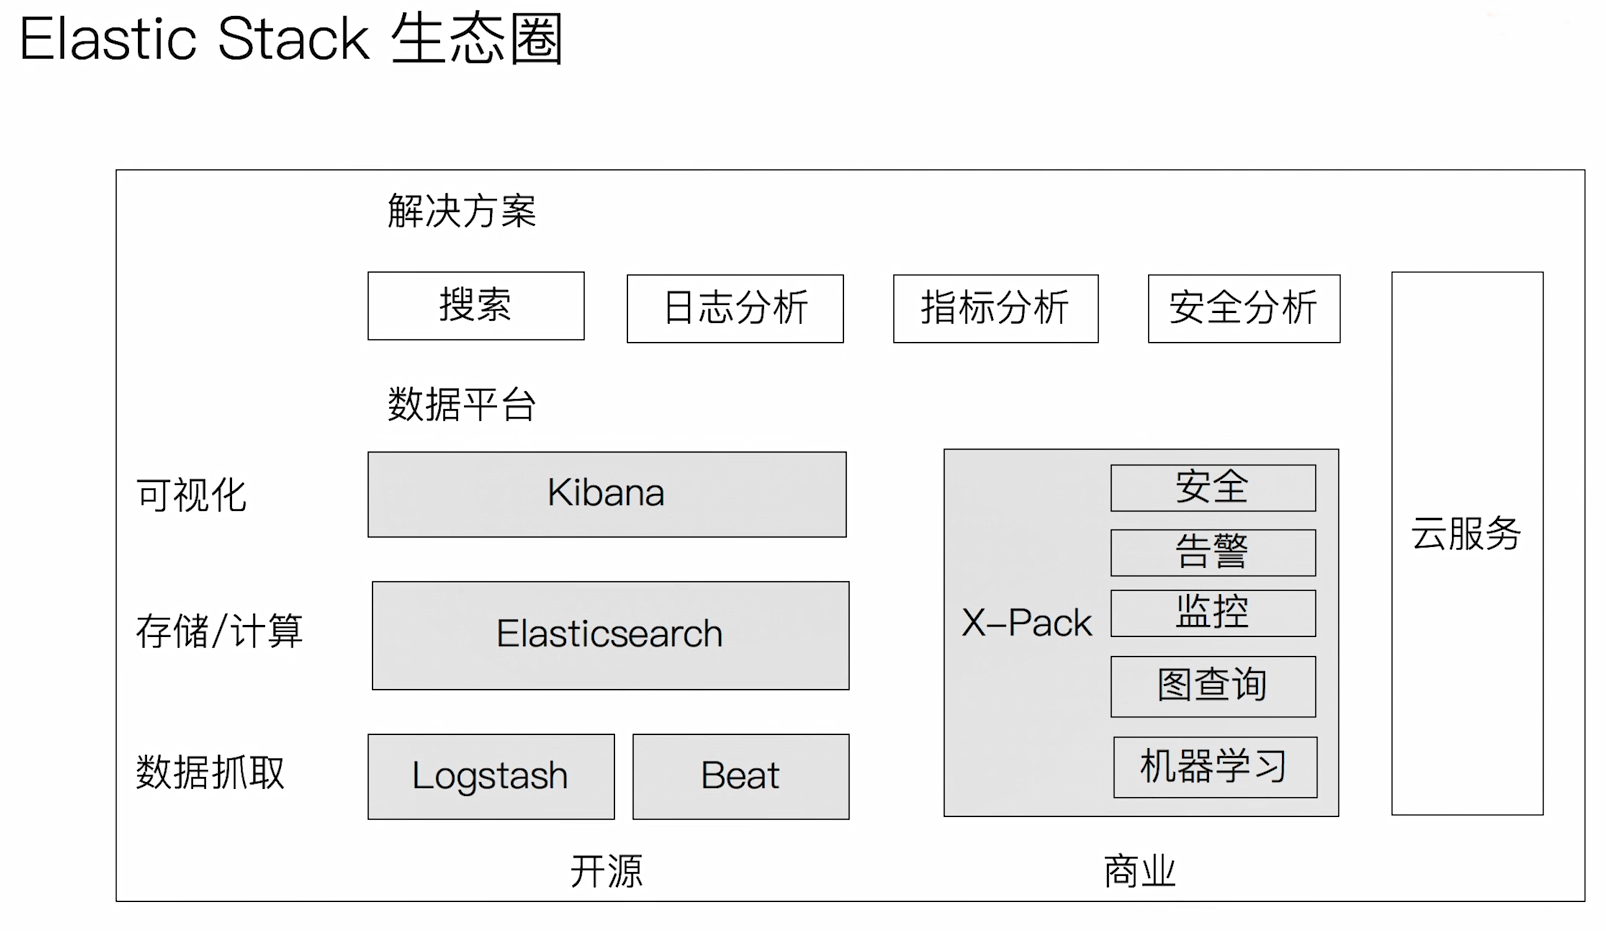 Elastic Stack 生态圈
解决方案
搜索
日志分析
指标分析
安全分析
数据平台
可视化
Kibana
存储/计算
Elasticsearch
数据抓取
Logstash
Beat
X-Pack
安全
告警
监控
图查询
机器学习
云服务
开源
商业